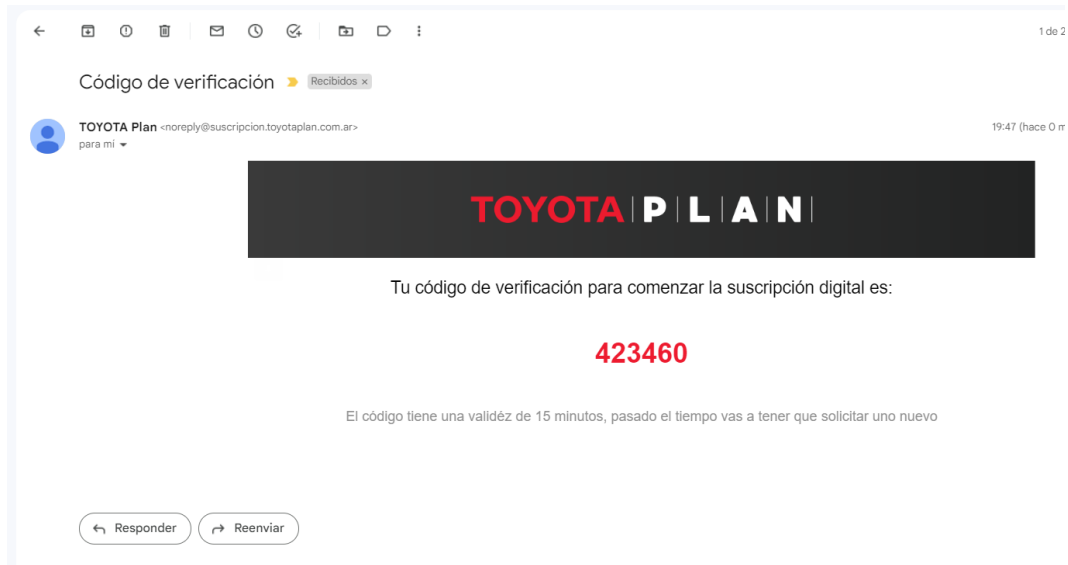 1 de 2
Código de verificación Recibidos ×
TOYOTA Plan <noreply@suscripcion.toyotaplan.com.ar> 19:47 (hace 0 m
para mí
TOYOTA|P|L|A|N|
Tu código de verificación para comenzar la suscripción digital es:
423460
El código tiene una validéz de 15 minutos, pasado el tiempo vas a tener que solicitar uno nuevo
Responder Reenviar